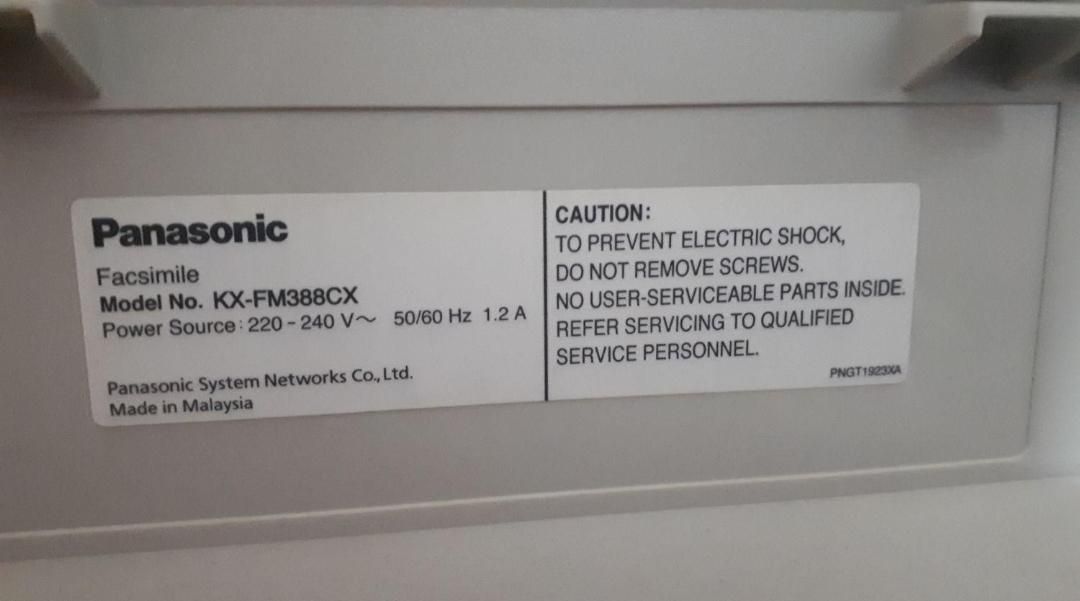 Panasonic
Facsimile
Model No. KX-FM388CX
Power Source: 220-240 V~ 50/60 Hz 1.2 A
Panasonic System Networks Co., Ltd.
Made in Malaysia
CAUTION:
TO PREVENT ELECTRIC SHOCK,
DO NOT REMOVE SCREWS.
NO USER-SERVICEABLE PARTS INSIDE.
REFER SERVICING TO QUALIFIED
SERVICE PERSONNEL.
PNGT1923XA